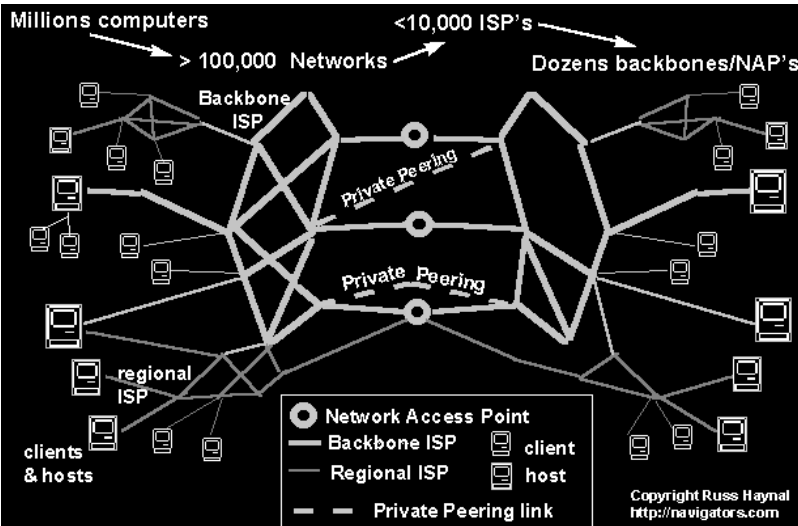 Millions computers
> 100,000 Networks
<10,000 ISP's
Dozens backbones/NAP's
Backbone
ISP
Private Peering
Private Peering
regional
ISP
clients
& hosts
Network Access Point
Backbone ISP
client
Regional ISP
host
Private Peering link
Copyright Russ Haynal
http://navigators.com